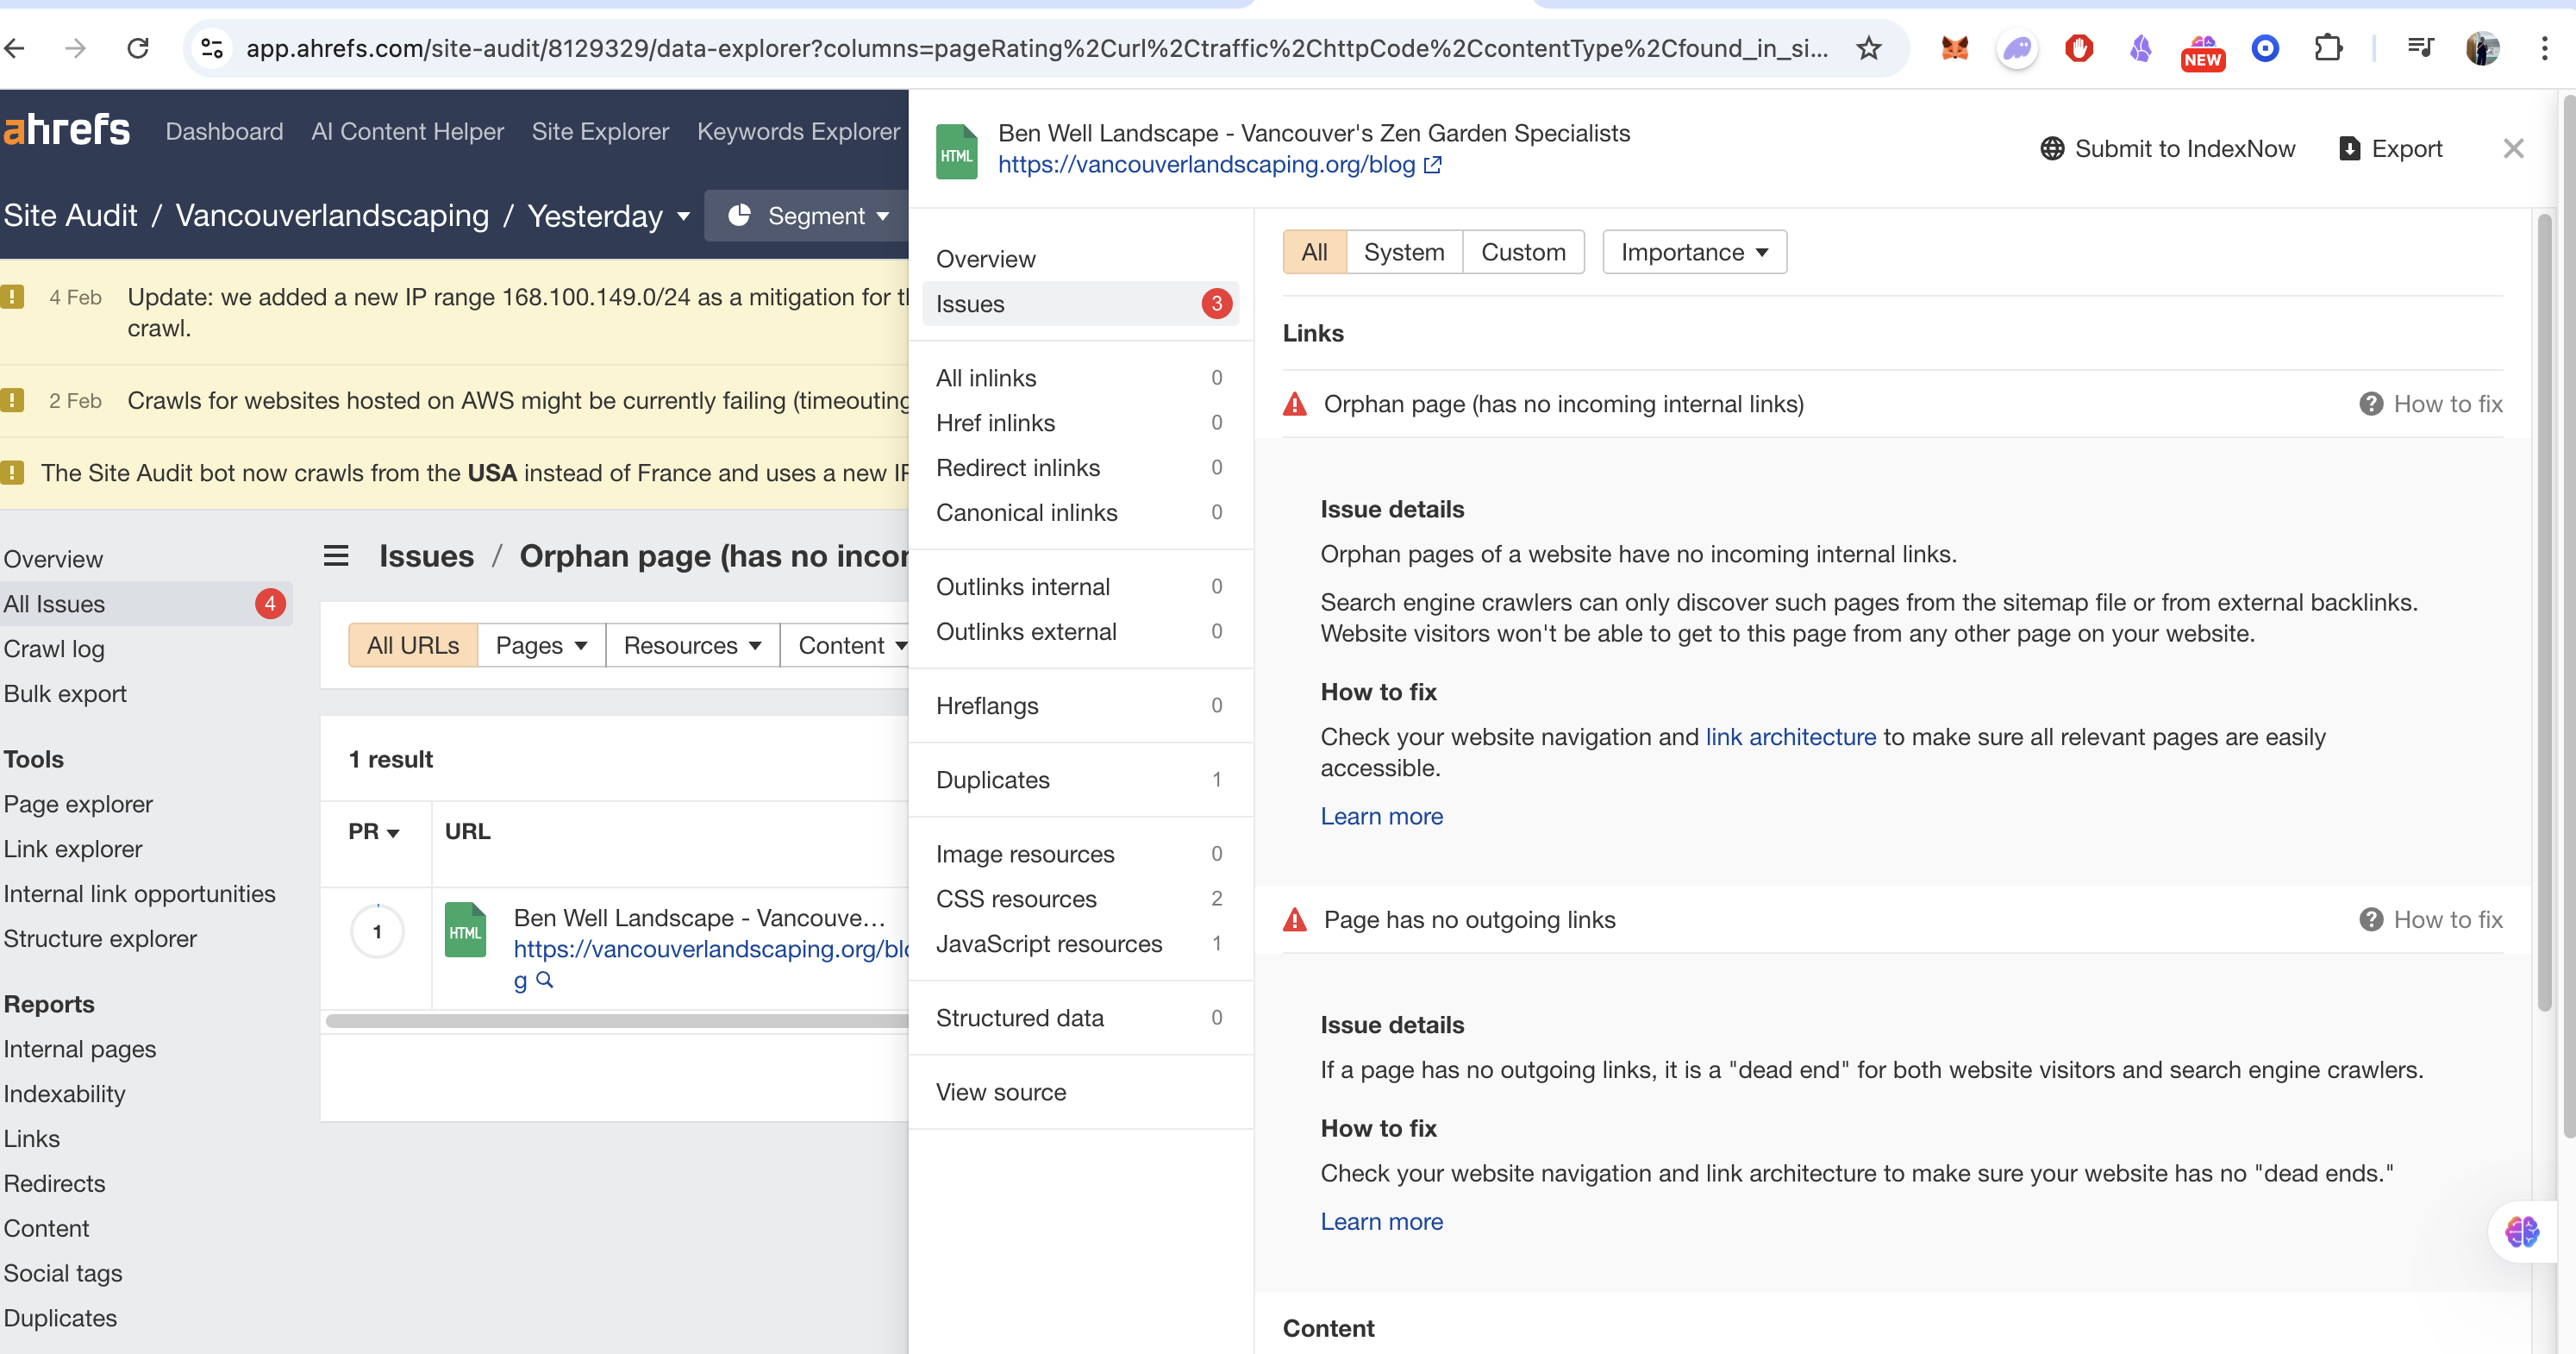 app.ahrefs.com/site-audit/8129329/data-explorer?columns=pageRating%2Curl%2Ctraffic%2ChttpCode%2CcontentType%2Cfound_in_si...
NEW
ahrefs
Dashboard
AI Content Helper
Site Explorer
Keywords Explorer
Site Audit / Vancouverlandscaping / Yesterday
Segment
4 Feb
Update: we added a new IP range 168.100.149.0/24 as a mitigation for
crawl.
2 Feb
Crawls for websites hosted on AWS might be currently failing (timeouting
The Site Audit bot now crawls from the USA instead of France and uses a new
Overview
All Issues 4
Crawl log
Bulk export
Tools
Page explorer
Link explorer
Internal link opportunities
Structure explorer
Reports
Internal pages
Indexability
Links
Redirects
Content
Social tags
Duplicates
Issues / Orphan page (has no incor
All URLs
Pages
Resources
Content
1 result
PR
URL
1
HTML
Ben Well Landscape - Vancouve...
https://vancouverlandscaping.org/blo
g
HTML
Ben Well Landscape - Vancouver's Zen Garden Specialists
https://vancouverlandscaping.org/blog
Submit to IndexNow
Export
Overview
Issues 3
All inlinks 0
Href inlinks 0
Redirect inlinks 0
Canonical inlinks 0
Outlinks internal 0
Outlinks external 0
Hreflangs 0
Duplicates 1
Image resources 0
CSS resources 2
JavaScript resources 1
Structured data 0
View source
All
System
Custom
Importance
Links
Orphan page (has no incoming internal links)
How to fix
Issue details
Orphan pages of a website have no incoming internal links.
Search engine crawlers can only discover such pages from the sitemap file or from external backlinks.
Website visitors won't be able to get to this page from any other page on your website.
How to fix
Check your website navigation and link architecture to make sure all relevant pages are easily
accessible.
Learn more
Page has no outgoing links
How to fix
Issue details
If a page has no outgoing links, it is a "dead end" for both website visitors and search engine crawlers.
How to fix
Check your website navigation and link architecture to make sure your website has no "dead ends."
Learn more
Content